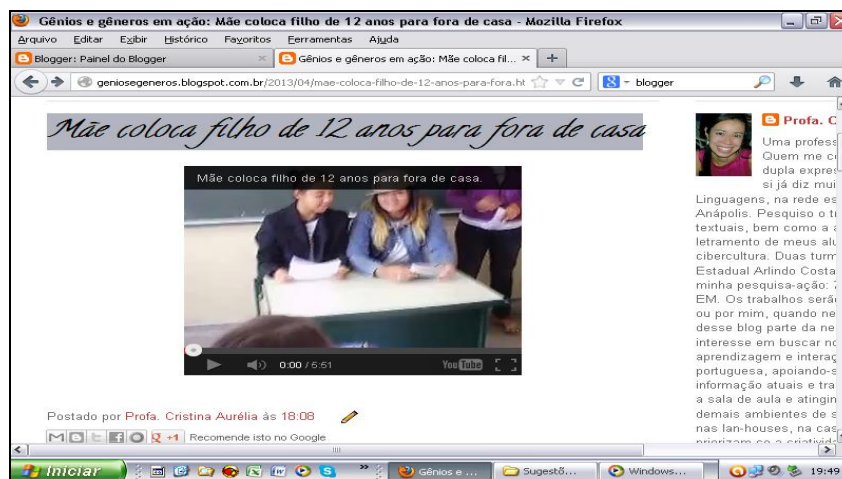 Gênios e gêneros em ação: Mãe coloca filho de 12 anos para fora de casa - Mozilla Firefox
Arquivo Editar Exibir Histórico Favoritos Ferramentas Ajuda
Blogger: Painel do Blogger
Gênios e gêneros em ação: Mãe coloca fil...
geniosegeneros.blogspot.com.br/2013/04/mae-coloca-filho-de-12-anos-para-fora.ht
blogger
Mãe coloca filho de 12 anos para fora de casa
Mãe coloca filho de 12 anos para fora de casa.
0:00 / 5:51
YouTube
Postado por Profa. Cristina Aurélia às 18:08
+1 Recomende isto no Google
Profa. C
Uma profess
Quem me c
dupla expre
si já diz mui
Linguagens, na rede es
Anápolis. Pesquiso o t
textuais, bem como a
letramento de meus alu
cibercultura. Duas turm
Estadual Arlindo Costa
minha pesquisa-ação:
EM. Os trabalhos serã
ou por mim, quando ne
desse blog parte da ne
interesse em buscar no
aprendizagem e interaç
portuguesa, apoiando-s
informação atuais e tra
a sala de aula e atingin
demais ambientes de s
nas lan-houses, na cas
priorizam-se a criativid
Iniciar
Gênios e ...
Sugestõ...
Windows...
19:49